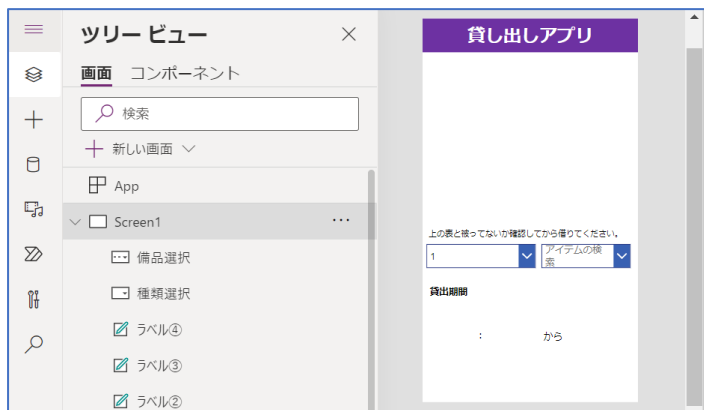 ツリー ビュー
画面 コンポーネント
検索
新しい画面
App
Screen1
備品選択
種類選択
ラベル④
ラベル③
ラベル②
貸し出しアプリ
上の表と被ってないか確認してから借りてください。
1
アイテムの検
索
貸出期間
: から